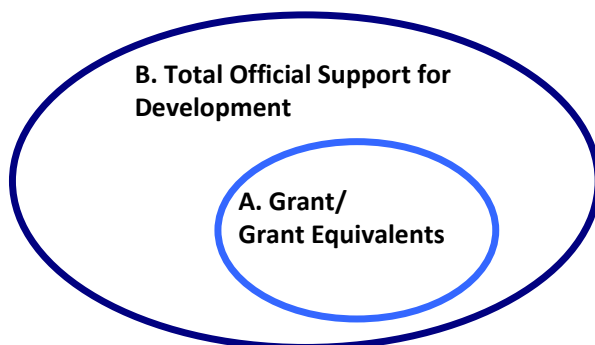 B. Total Official Support for
Development
A. Grant/
Grant Equivalents